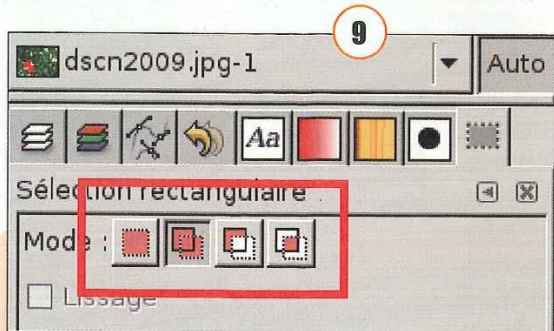 9
dscn2009.jpg-1 Auto
Aa
Sélection rectangulaire
Mode :
Lissage